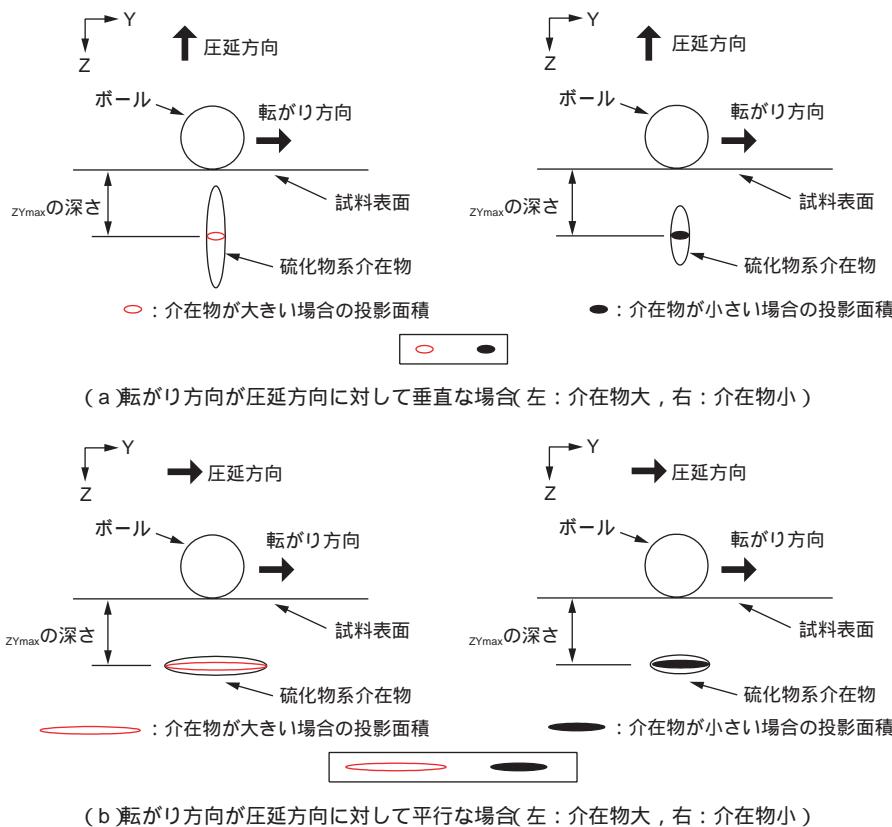 Y
Z
圧延方向
ボール
転がり方向
ZYmaxの深さ
試料表面
硫化物系介在物
：介在物が大きい場合の投影面積
Y
Z
圧延方向
ボール
転がり方向
ZYmaxの深さ
試料表面
硫化物系介在物
：介在物が小さい場合の投影面積
(a)転がり方向が圧延方向に対して垂直な場合(左：介在物大，右：介在物小)
Y
Z
圧延方向
ボール
転がり方向
ZYmaxの深さ
試料表面
硫化物系介在物
：介在物が大きい場合の投影面積
Y
Z
圧延方向
ボール
転がり方向
ZYmaxの深さ
試料表面
硫化物系介在物
：介在物が小さい場合の投影面積
(b)転がり方向が圧延方向に対して平行な場合(左：介在物大，右：介在物小)